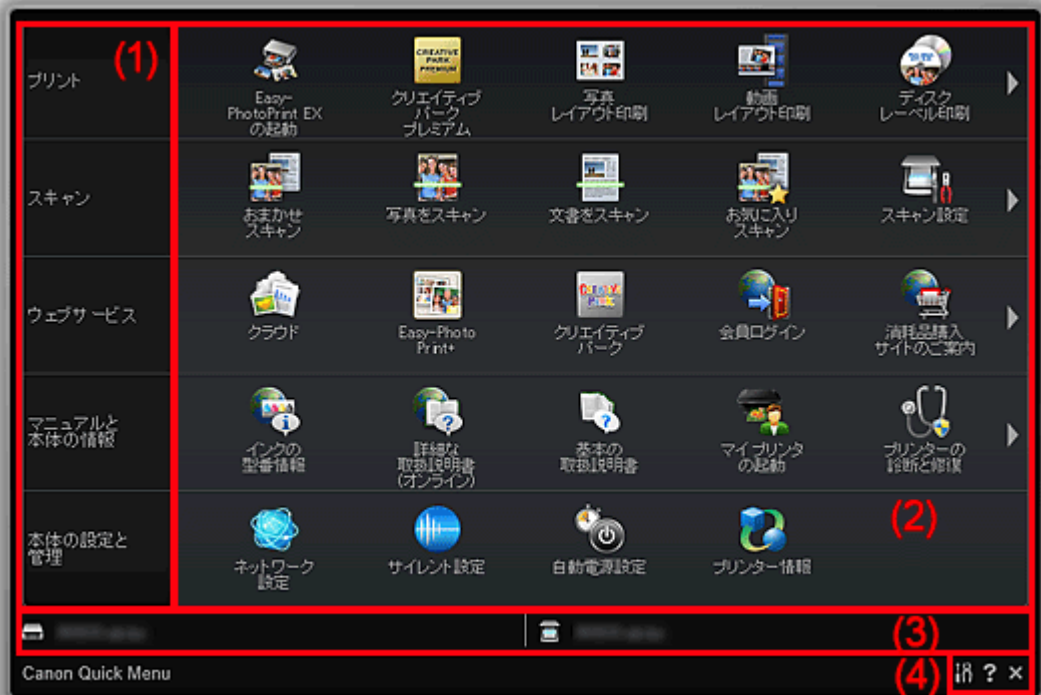 (1)
プリント
Easy-
PhotoPrint EX
の起動
CREATIVE
PARK
PREMIUM
クリエイティブ
パーク
プレミアム
写真
レイアウト印刷
動画
レイアウト印刷
ディスク
レーベル印刷
スキャン
おまかせ
スキャン
写真をスキャン
文書をスキャン
お気に入り
スキャン
スキャン設定
ウェブサービス
クラウド
Easy-Photo
Print+
CREATIVE
PARK
クリエイティブ
パーク
会員ログイン
消耗品購入
サイトのご案内
マニュアルと
本体の情報
インクの
型番情報
詳細な
取扱説明書
(オンライン)
基本の
取扱説明書
マイ プリンタ
の起動
プリンターの
診断と修復
(2)
本体の設定と
管理
ネットワーク
設定
サイレント設定
自動電源設定
プリンター情報
(3)
Canon Quick Menu
(4)
? ×